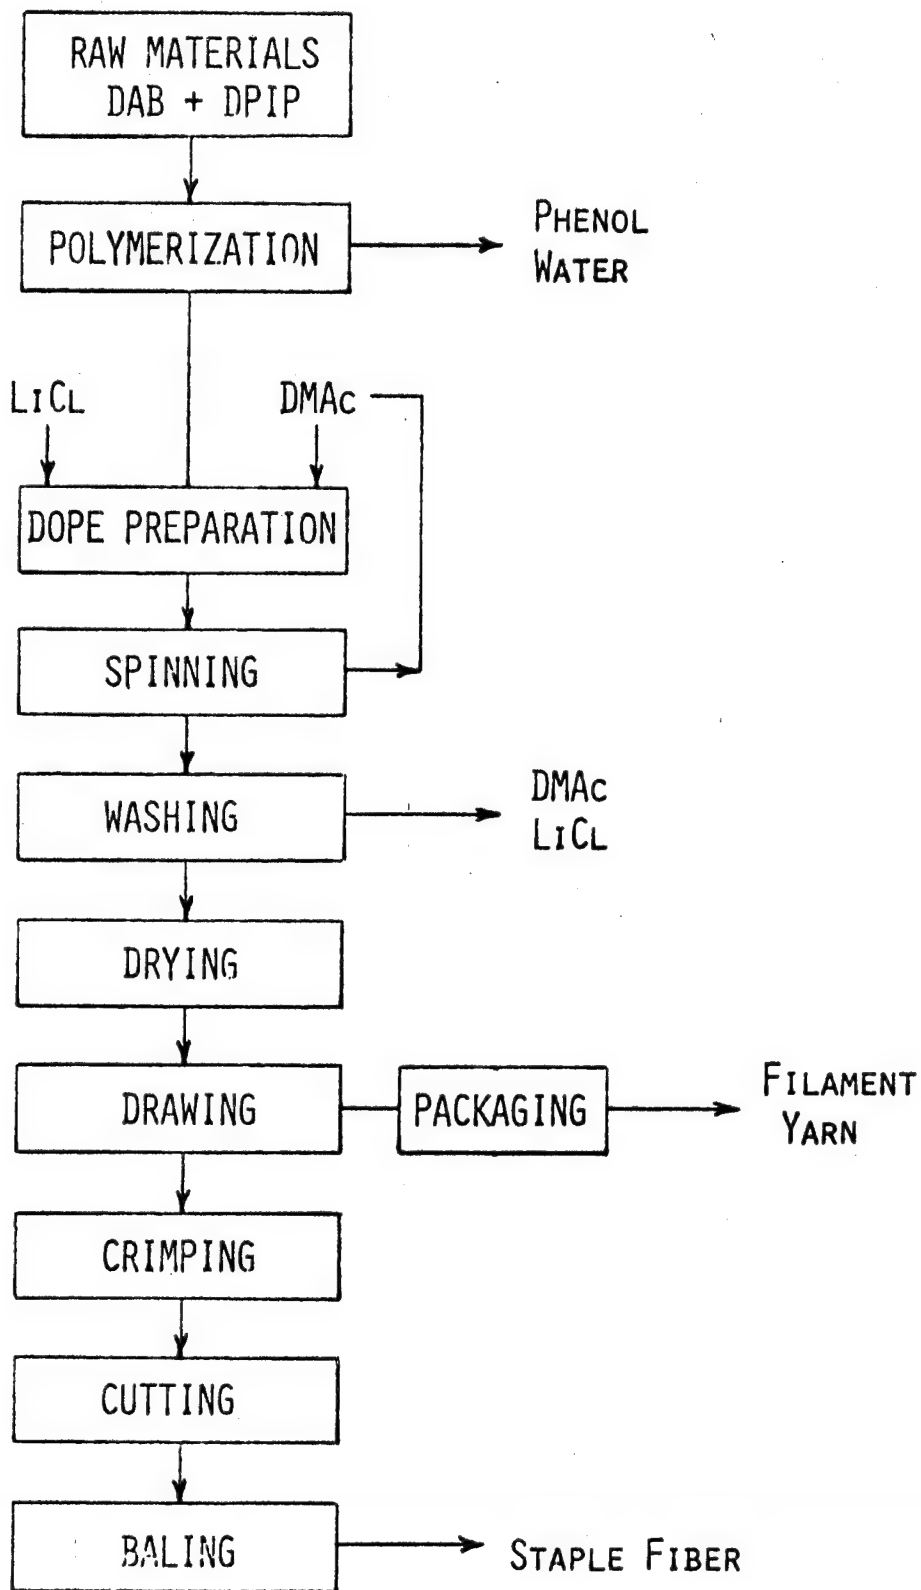 RAW MATERIALS
DAB + DPIP
POLYMERIZATION
PHENOL
WATER
LICL
DMAC
DOPE PREPARATION
SPINNING
WASHING
DMAC
LICL
DRYING
DRAWING
PACKAGING
FILAMENT
YARN
CRIMPING
CUTTING
BALING
STAPLE FIBER